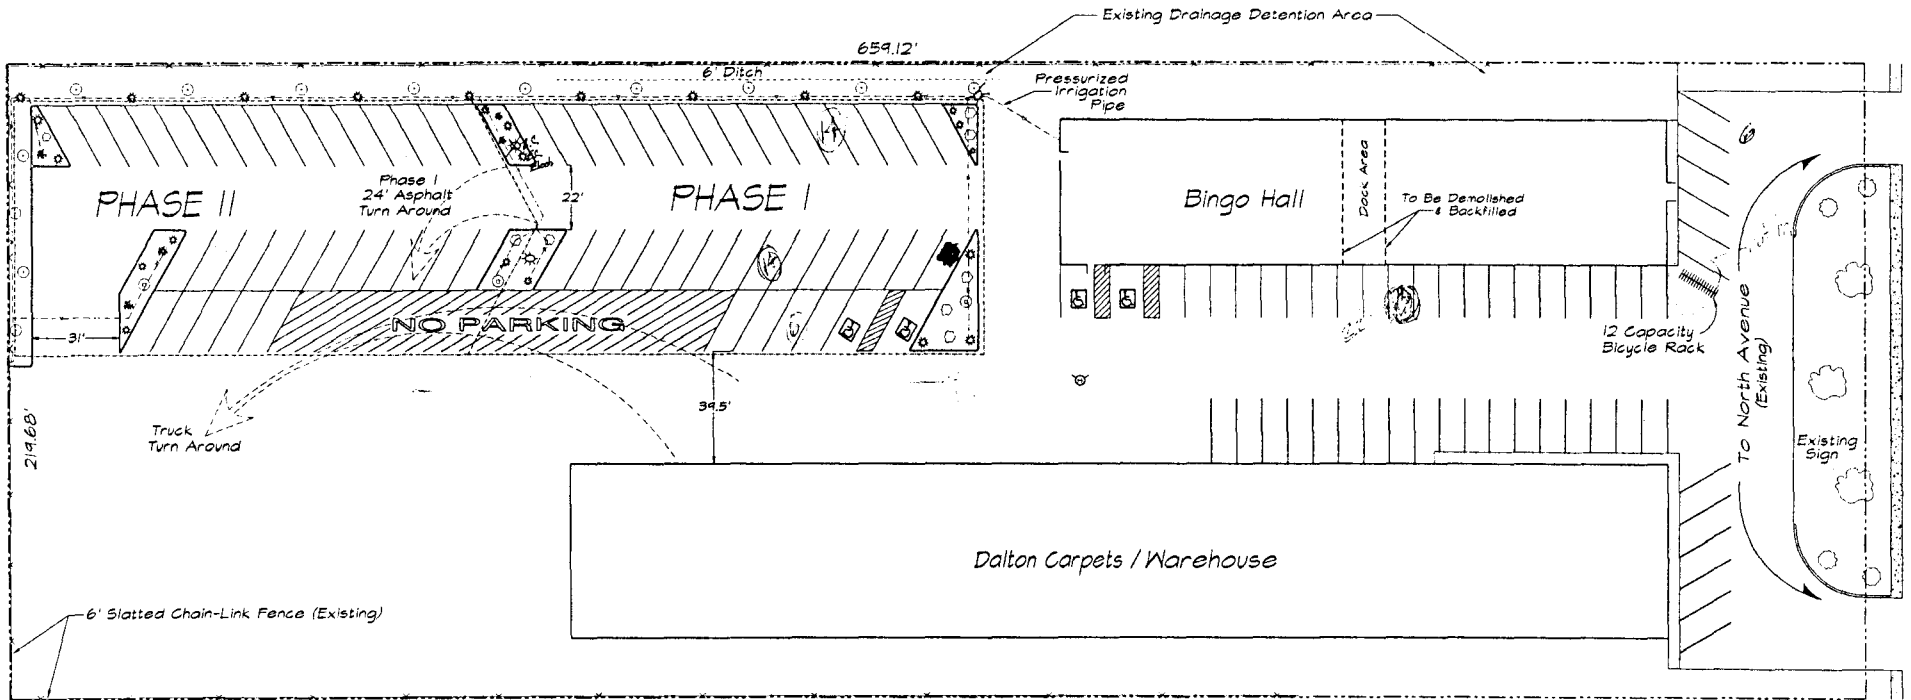 Existing Drainage Detention Area
659.12'
6' Ditch
Pressurized
Irrigation
Pipe
PHASE II
Phase I
24' Asphalt
Turn Around
22'
PHASE I
Bingo Hall
Dock Area
To Be Demolished
& Backfilled
NO PARKING
31'
39.5'
Truck
Turn Around
219.68'
12 Capacity
Bicycle Rack
To North Avenue
(Existing)
Existing
Sign
Dalton Carpets / Warehouse
6' Slatted Chain-Link Fence (Existing)